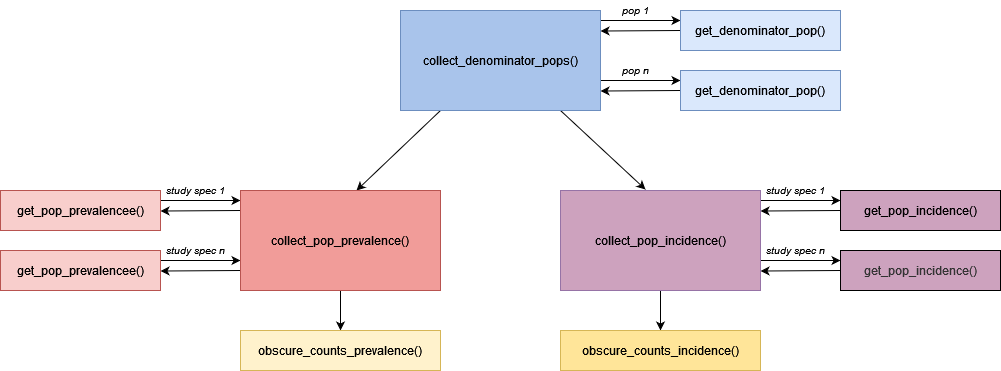 pop 1
get_denominator_pop()
collect_denominator_pops()
pop n
get_denominator_pop()
study spec 1
get_pop_prevalencee()
collect_pop_prevalence()
study spec n
get_pop_prevalencee()
study spec 1
get_pop_incidence()
collect_pop_incidence()
study spec n
get_pop_incidence()
obscure_counts_prevalence()
obscure_counts_incidence()